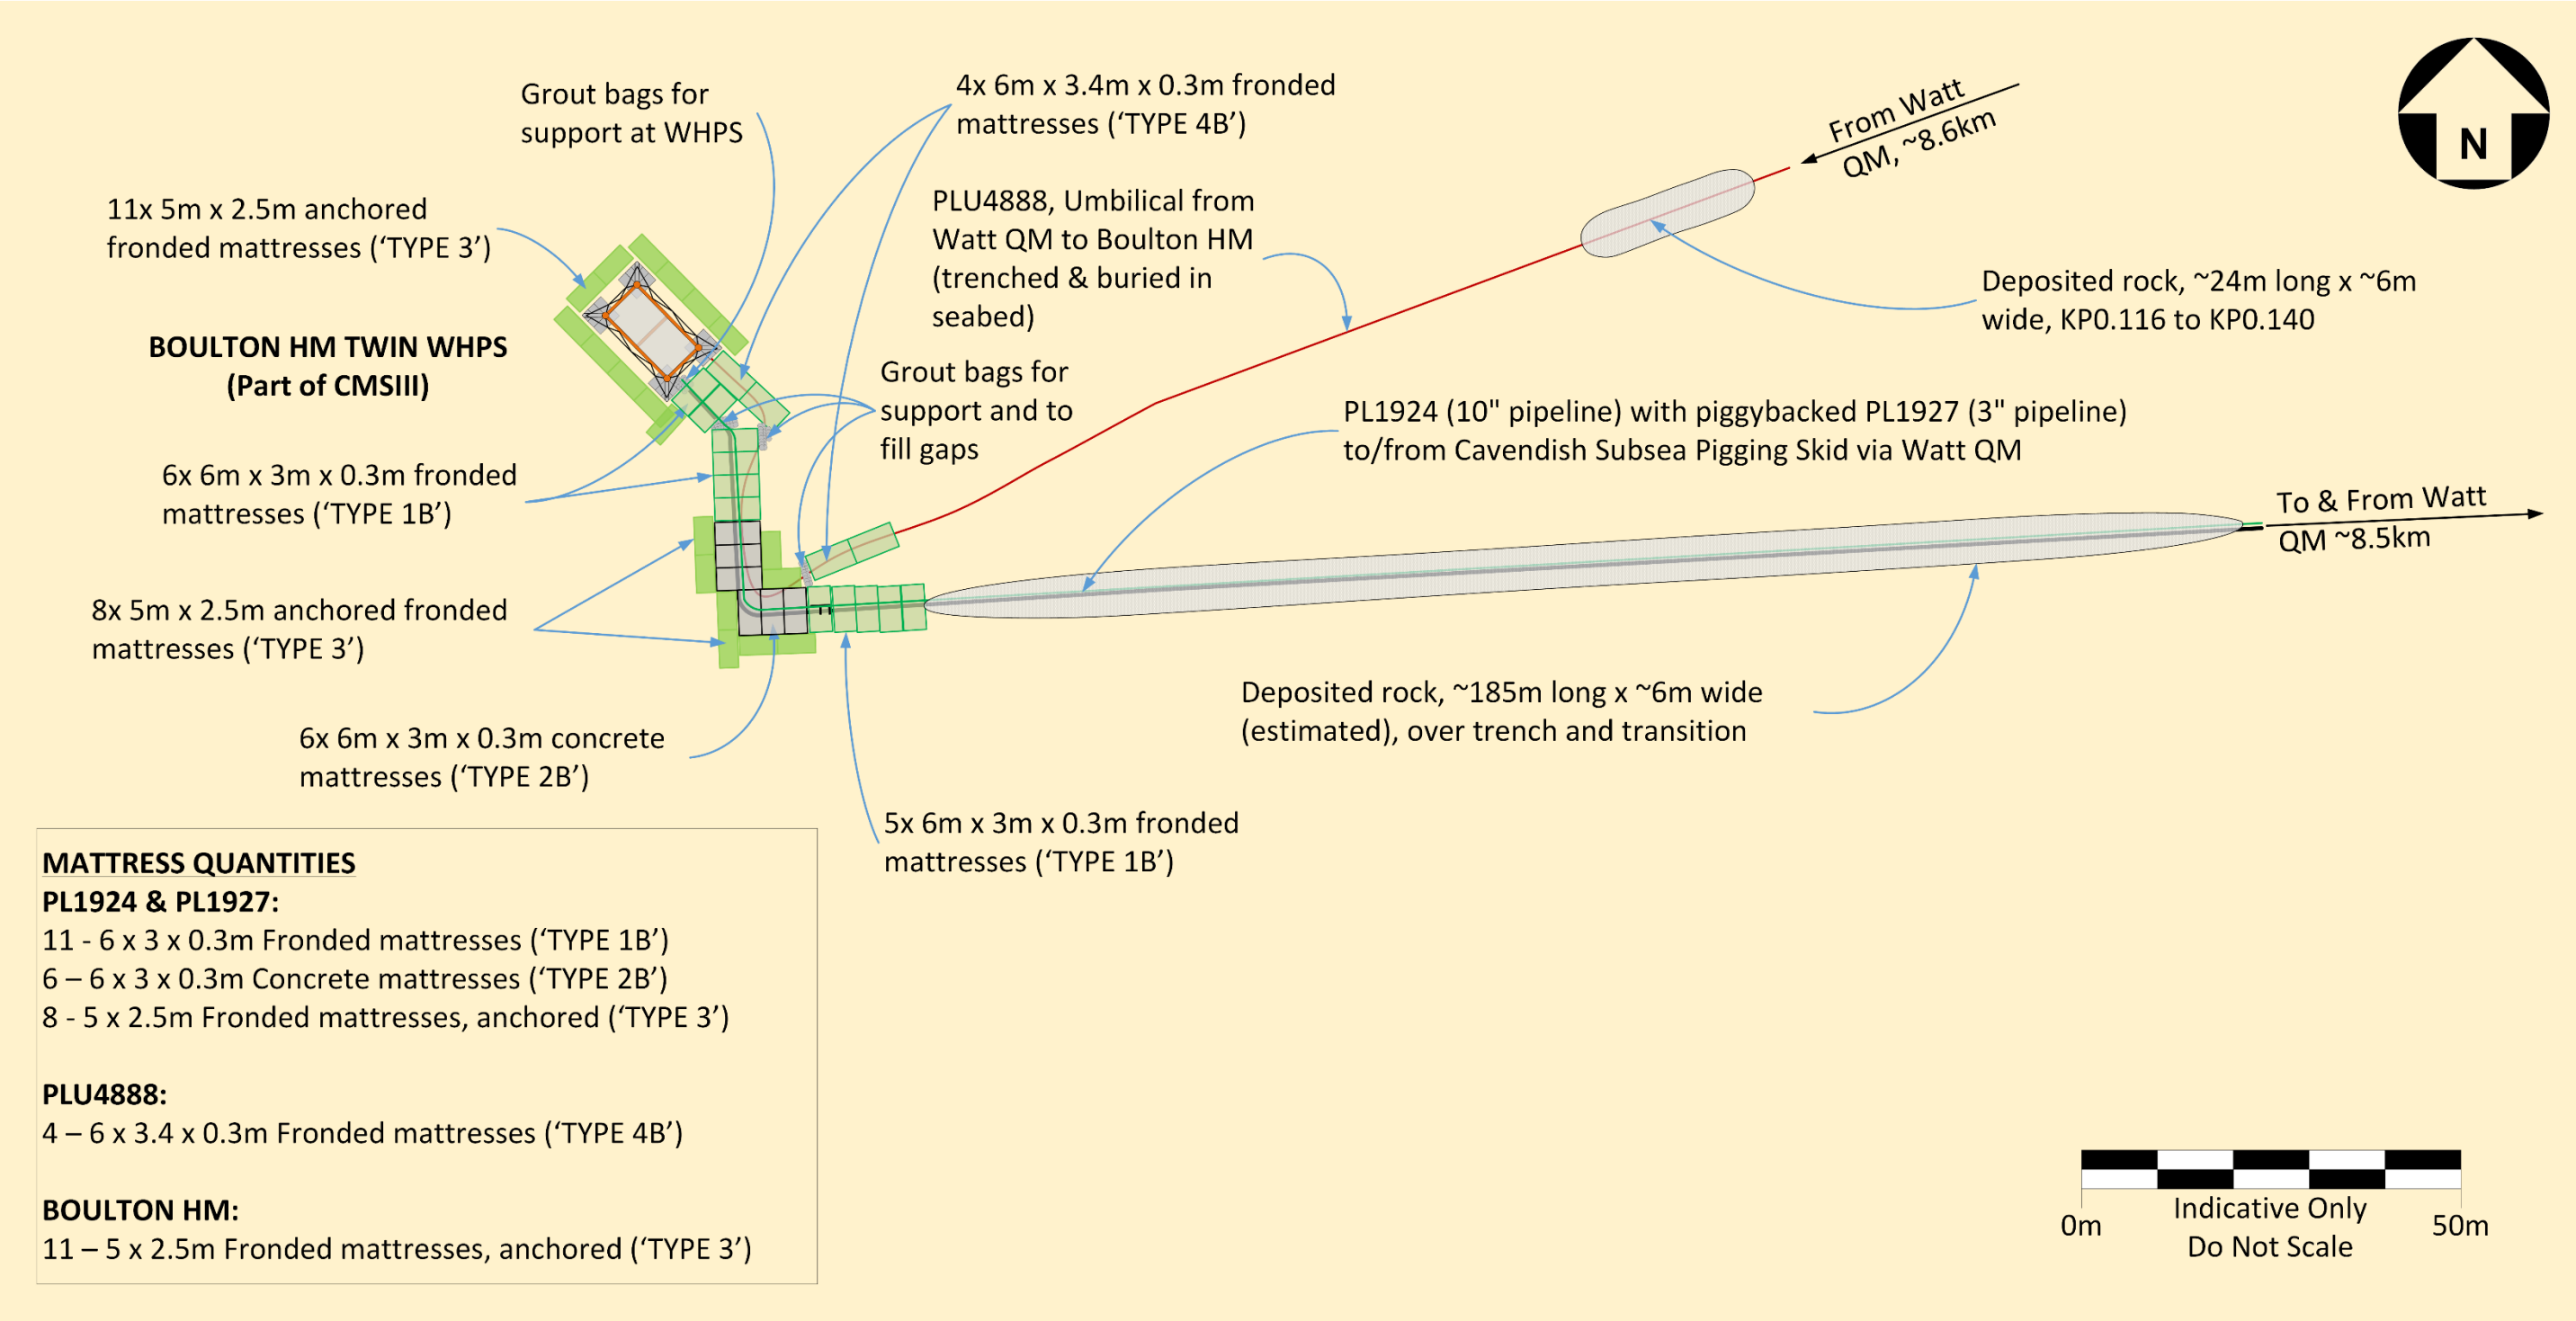 Grout bags for
support at WHPS
4x 6m x 3.4m x 0.3m fronded
mattresses (‘TYPE 4B’)
From Watt
QM, ~8.6km
N
11x 5m x 2.5m anchored
fronded mattresses (‘TYPE 3’)
PLU4888, Umbilical from
Watt QM to Boulton HM
(trenched & buried in
seabed)
Deposited rock, ~24m long x ~6m
wide, KP0.116 to KP0.140
BOULTON HM TWIN WHPS
(Part of CMSIII)
Grout bags for
support and to
fill gaps
PL1924 (10" pipeline) with piggybacked PL1927 (3" pipeline)
to/from Cavendish Subsea Pigging Skid via Watt QM
6x 6m x 3m x 0.3m fronded
mattresses (‘TYPE 1B’)
To & From Watt
QM ~8.5km
8x 5m x 2.5m anchored fronded
mattresses (‘TYPE 3’)
Deposited rock, ~185m long x ~6m wide
(estimated), over trench and transition
6x 6m x 3m x 0.3m concrete
mattresses (‘TYPE 2B’)
5x 6m x 3m x 0.3m fronded
mattresses (‘TYPE 1B’)
MATTRESS QUANTITIES
PL1924 & PL1927:
11 - 6 x 3 x 0.3m Fronded mattresses (‘TYPE 1B’)
6 – 6 x 3 x 0.3m Concrete mattresses (‘TYPE 2B’)
8 - 5 x 2.5m Fronded mattresses, anchored (‘TYPE 3’)
PLU4888:
4 – 6 x 3.4 x 0.3m Fronded mattresses (‘TYPE 4B’)
BOULTON HM:
11 – 5 x 2.5m Fronded mattresses, anchored (‘TYPE 3’)
0m
Indicative Only
Do Not Scale
50m